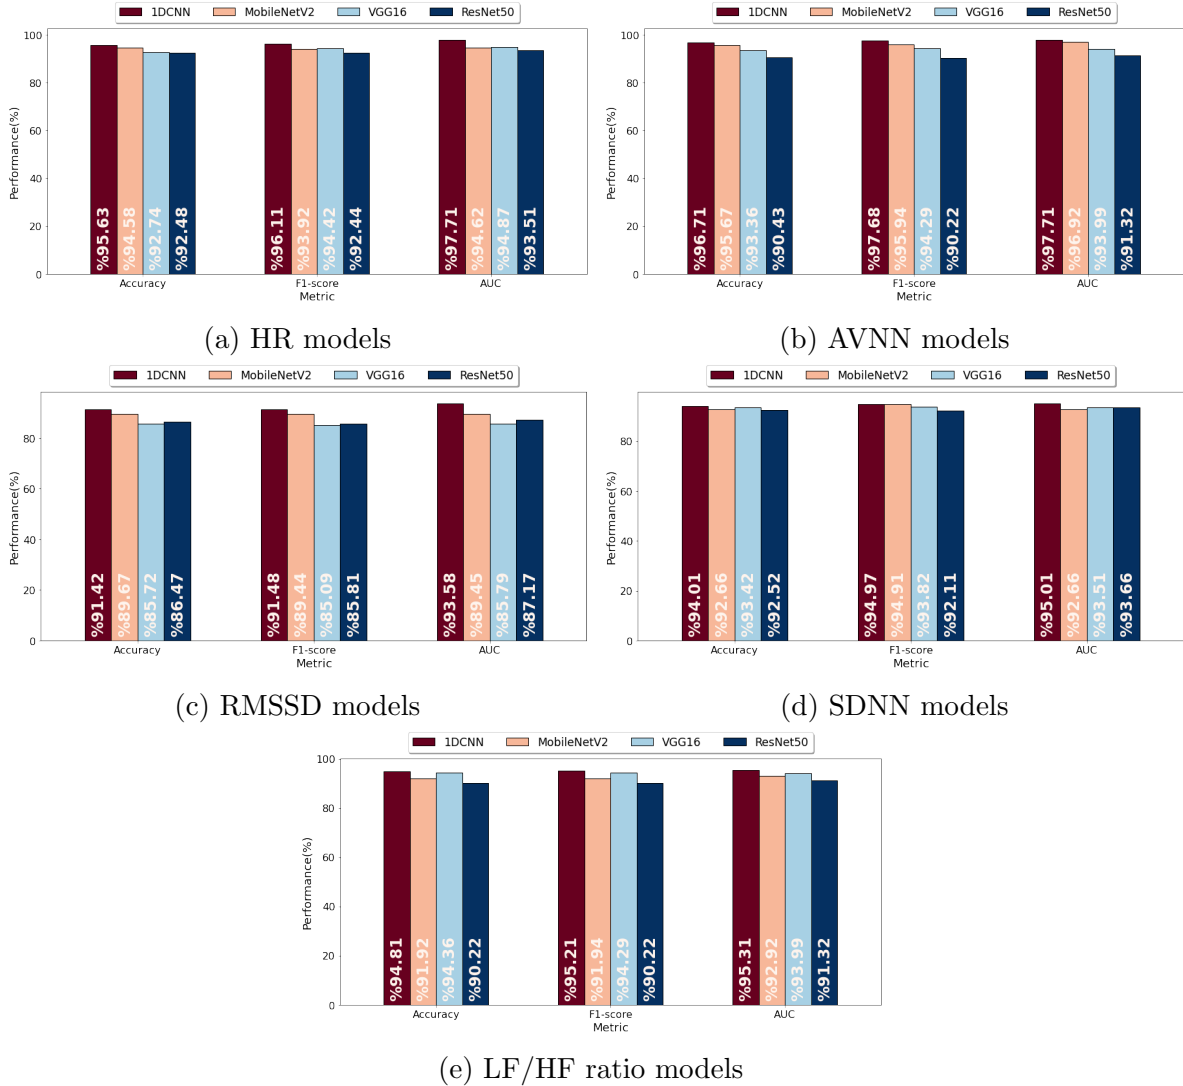 1DCNN MobileNetV2 VGG16 ResNet50
100
80
60
40
20
0
Performance(%)
%95.63 %94.58 %92.74 %92.48
%96.11 %93.92 %94.42 %92.44
%97.71 %94.62 %94.87 %93.51
Accuracy F1-score AUC
Metric
(a) HR models
1DCNN MobileNetV2 VGG16 ResNet50
100
80
60
40
20
0
Performance(%)
%96.71 %95.67 %93.36 %90.43
%97.68 %95.94 %94.29 %90.22
%97.71 %96.92 %93.99 %91.32
Accuracy F1-score AUC
Metric
(b) AVNN models
1DCNN MobileNetV2 VGG16 ResNet50
80
60
40
20
0
Performance(%)
%91.42 %89.67 %85.72 %86.47
%91.48 %89.44 %85.09 %85.81
%93.58 %89.45 %85.79 %87.17
Accuracy F1-score AUC
Metric
(c) RMSSD models
1DCNN MobileNetV2 VGG16 ResNet50
80
60
40
20
0
Performance(%)
%94.01 %92.66 %93.42 %92.52
%94.97 %94.91 %93.82 %92.11
%95.01 %92.66 %93.51 %93.66
Accuracy F1-score AUC
Metric
(d) SDNN models
1DCNN MobileNetV2 VGG16 ResNet50
100
80
60
40
20
0
Performance(%)
%94.81 %91.92 %94.36 %90.22
%95.21 %91.94 %94.29 %90.22
%95.31 %92.92 %93.99 %91.32
Accuracy F1-score AUC
Metric
(e) LF/HF ratio models